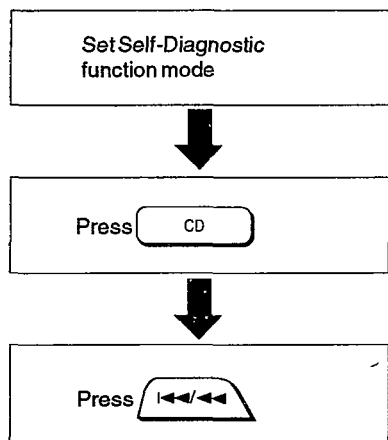 Set Self-Diagnostic
function mode
Press CD
Press I◀◀/◀◀